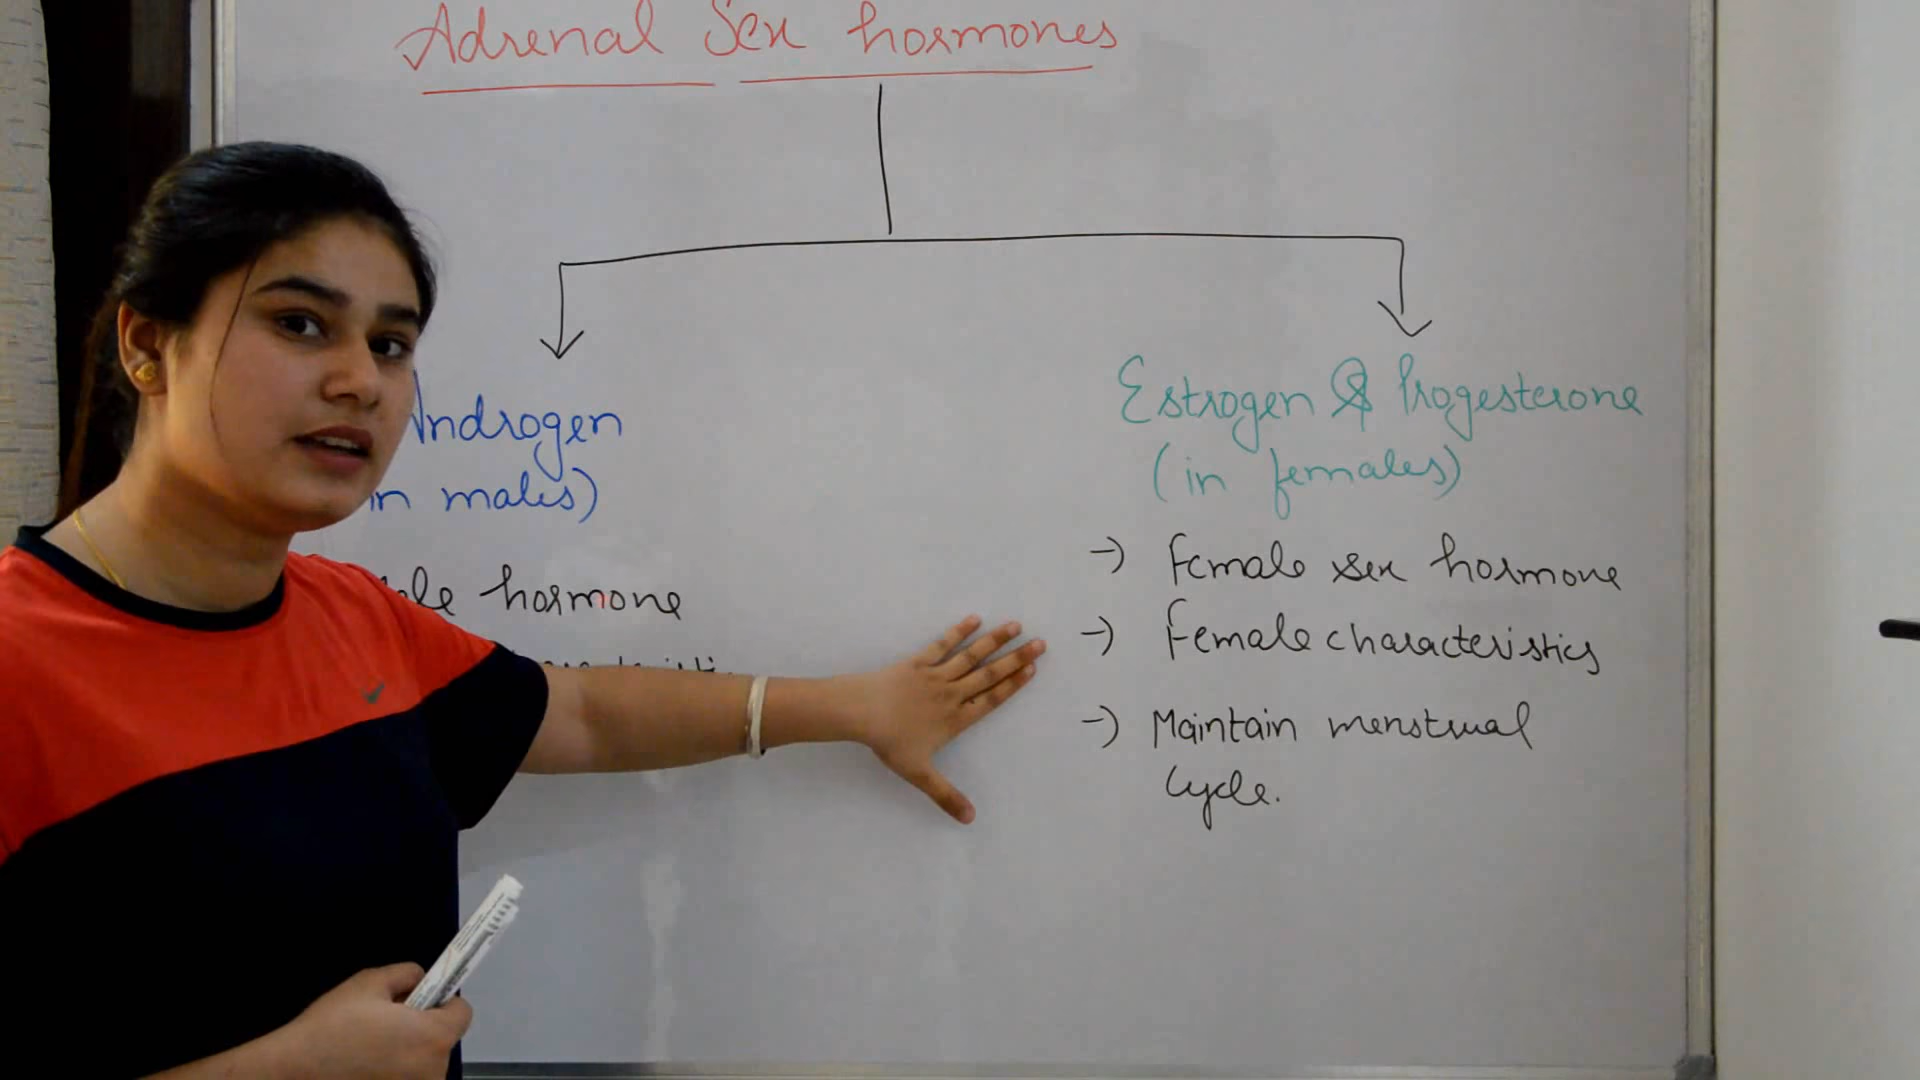 Adrenal Sex hormones
Androgen
in males)
hormone
Estrogen & Progesterone
(in females)
→ Female sex hormone
→ Female characteristics
→ Maintain menstrual
cycle.